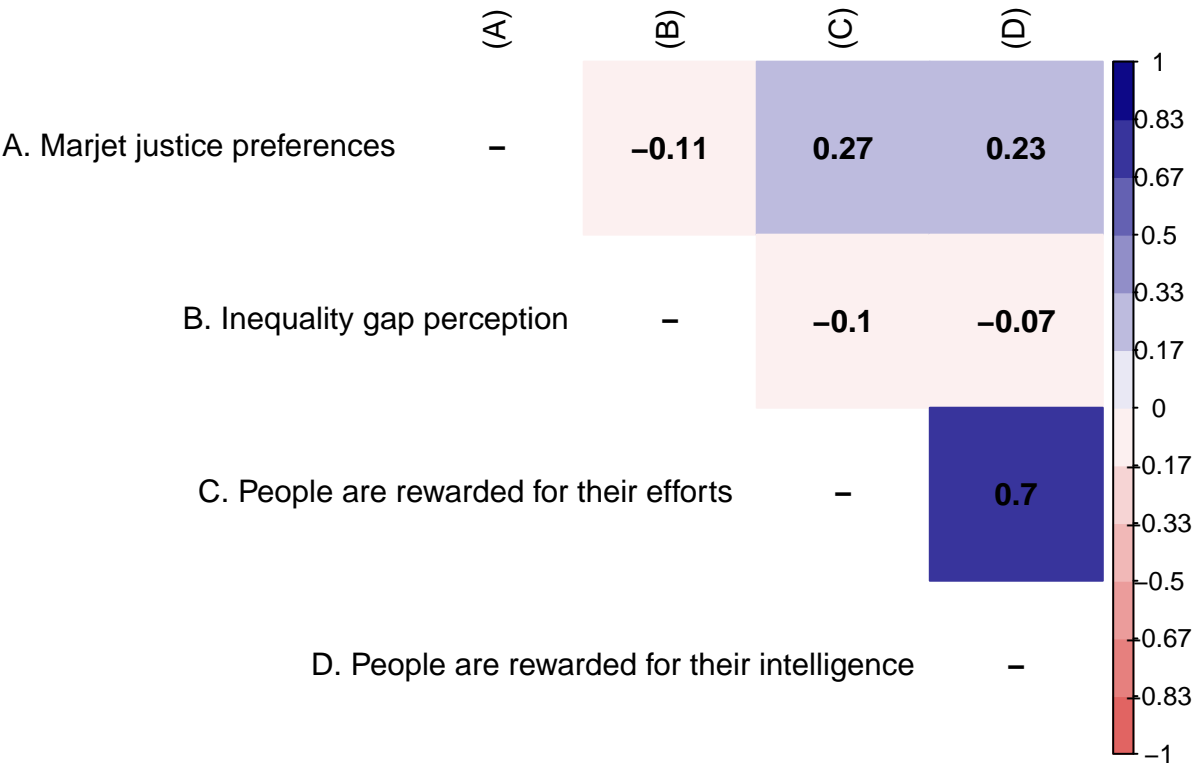 (A) (B) (C) (D)
A. Marjet justice preferences – −0.11 0.27 0.23
B. Inequality gap perception – −0.1 −0.07
C. People are rewarded for their efforts – 0.7
D. People are rewarded for their intelligence –
1
0.83
0.67
0.5
0.33
0.17
0
−0.17
−0.33
−0.5
−0.67
−0.83
−1